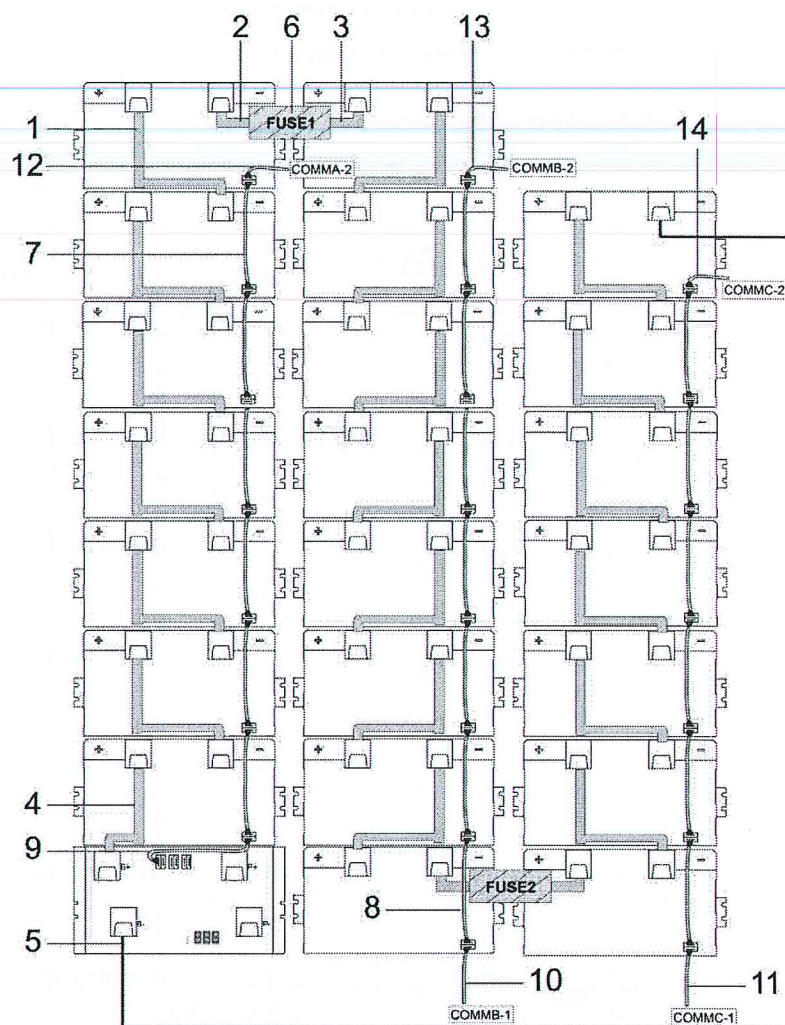 2 6 3 13
+ − + −
1 FUSE1 14
12 COMMA-2 COMMB-2
+ − + − + −
7 COMMC-2
+ − + − + −
+ − + − + −
+ − + − + −
+ − + − + −
+ − + − + −
4
9 + − + −
FUSE2
8
5
10 11
COMMB-1 COMMC-1